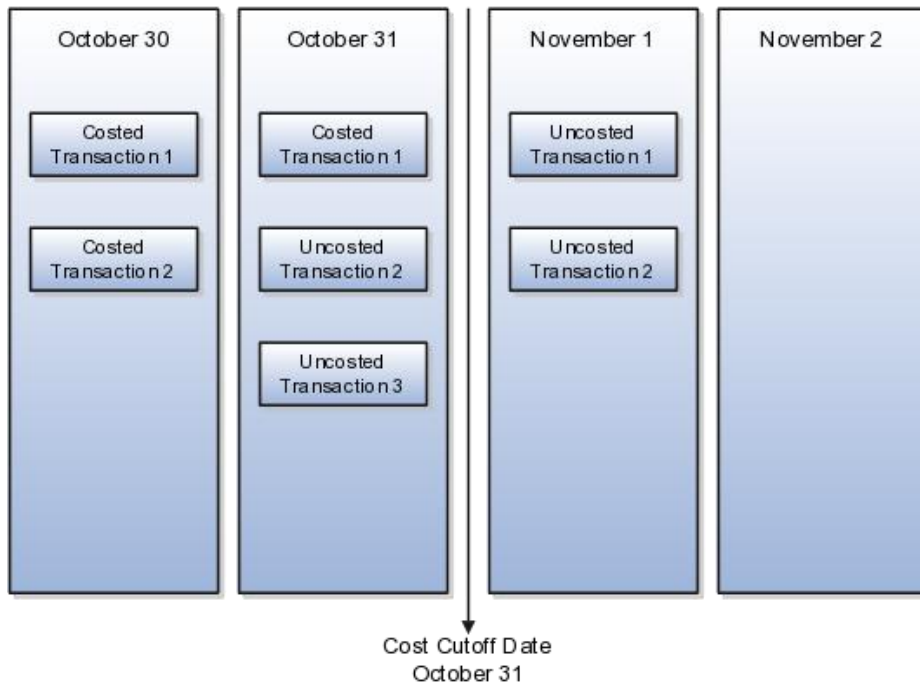 October 30
Costed
Transaction 1
Costed
Transaction 2
October 31
Costed
Transaction 1
Uncosted
Transaction 2
Uncosted
Transaction 3
November 1
Uncosted
Transaction 1
Uncosted
Transaction 2
November 2
Cost Cutoff Date
October 31